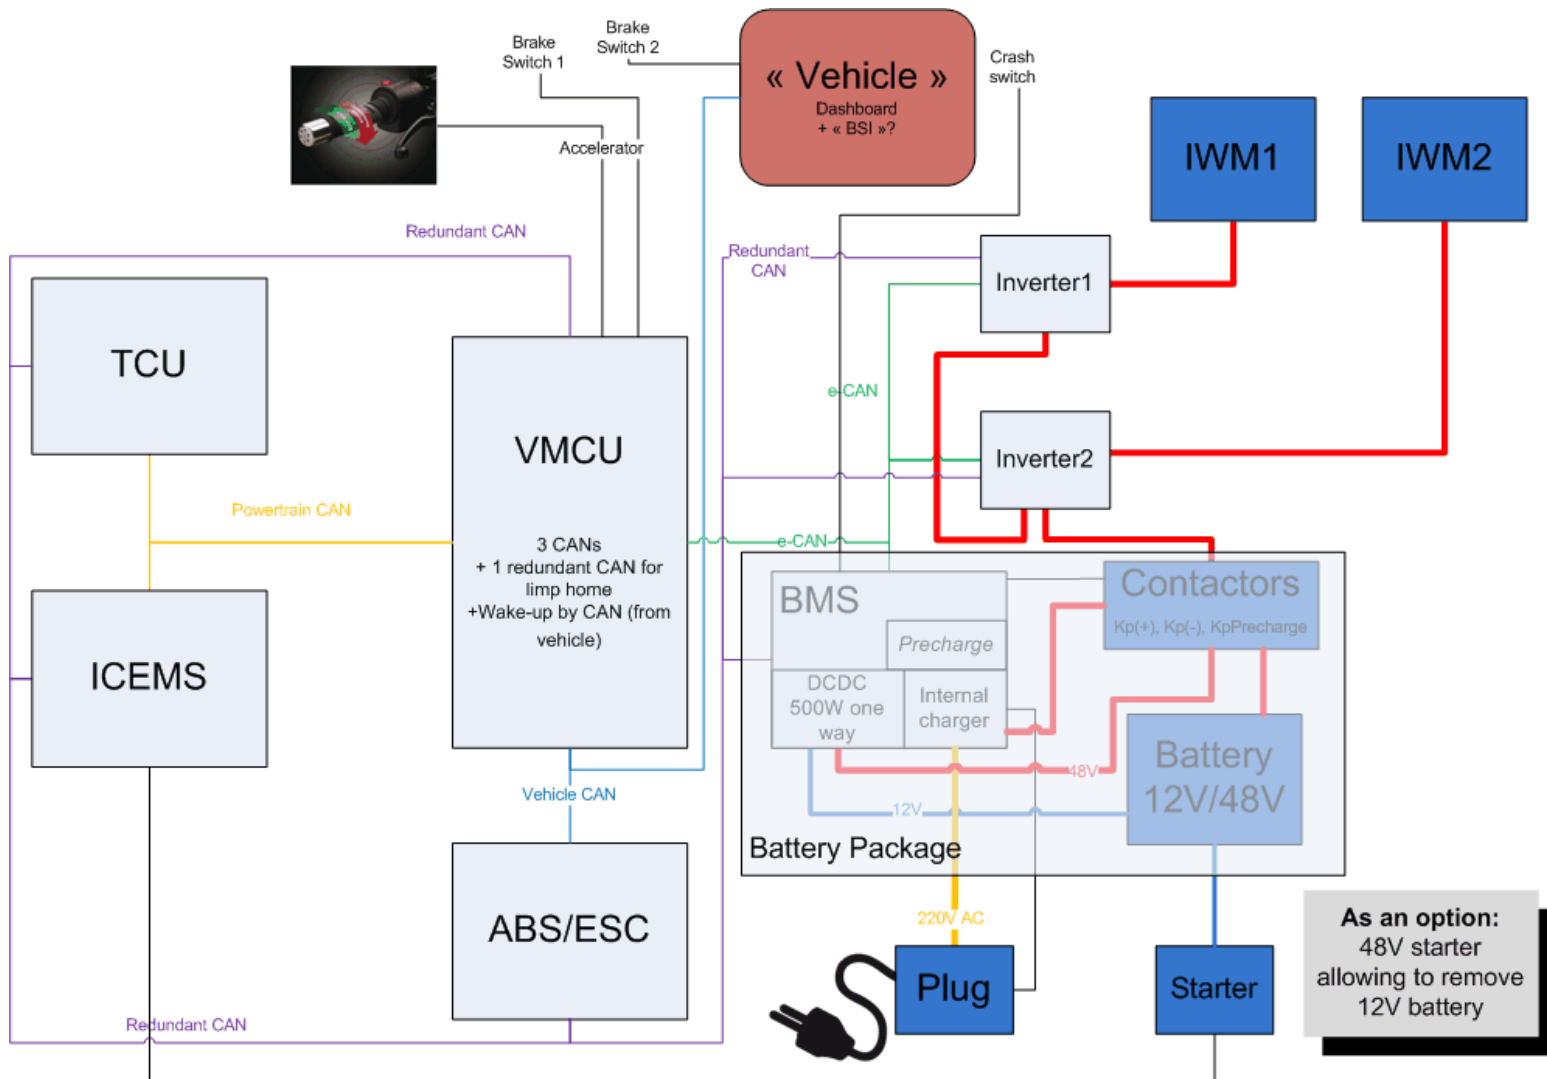 Brake
Switch 1
Brake
Switch 2
« Vehicle »
Dashboard
+ « BSI »?
Crash
switch
Accelerator
IWM1
IWM2
Redundant CAN
Redundant
CAN
Inverter1
TCU
e-CAN
VMCU
Inverter2
Powertrain CAN
3 CANs
+ 1 redundant CAN for
limp home
+Wake-up by CAN (from
vehicle)
e-CAN
BMS
Contactors
Kp(+), Kp(-), KpPrecharge
Precharge
ICEMS
DCDC
500W one
way
Internal
charger
Battery
12V/48V
48V
Vehicle CAN
12V
Battery Package
ABS/ESC
220V AC
As an option:
48V starter
allowing to remove
12V battery
Plug
Starter
Redundant CAN